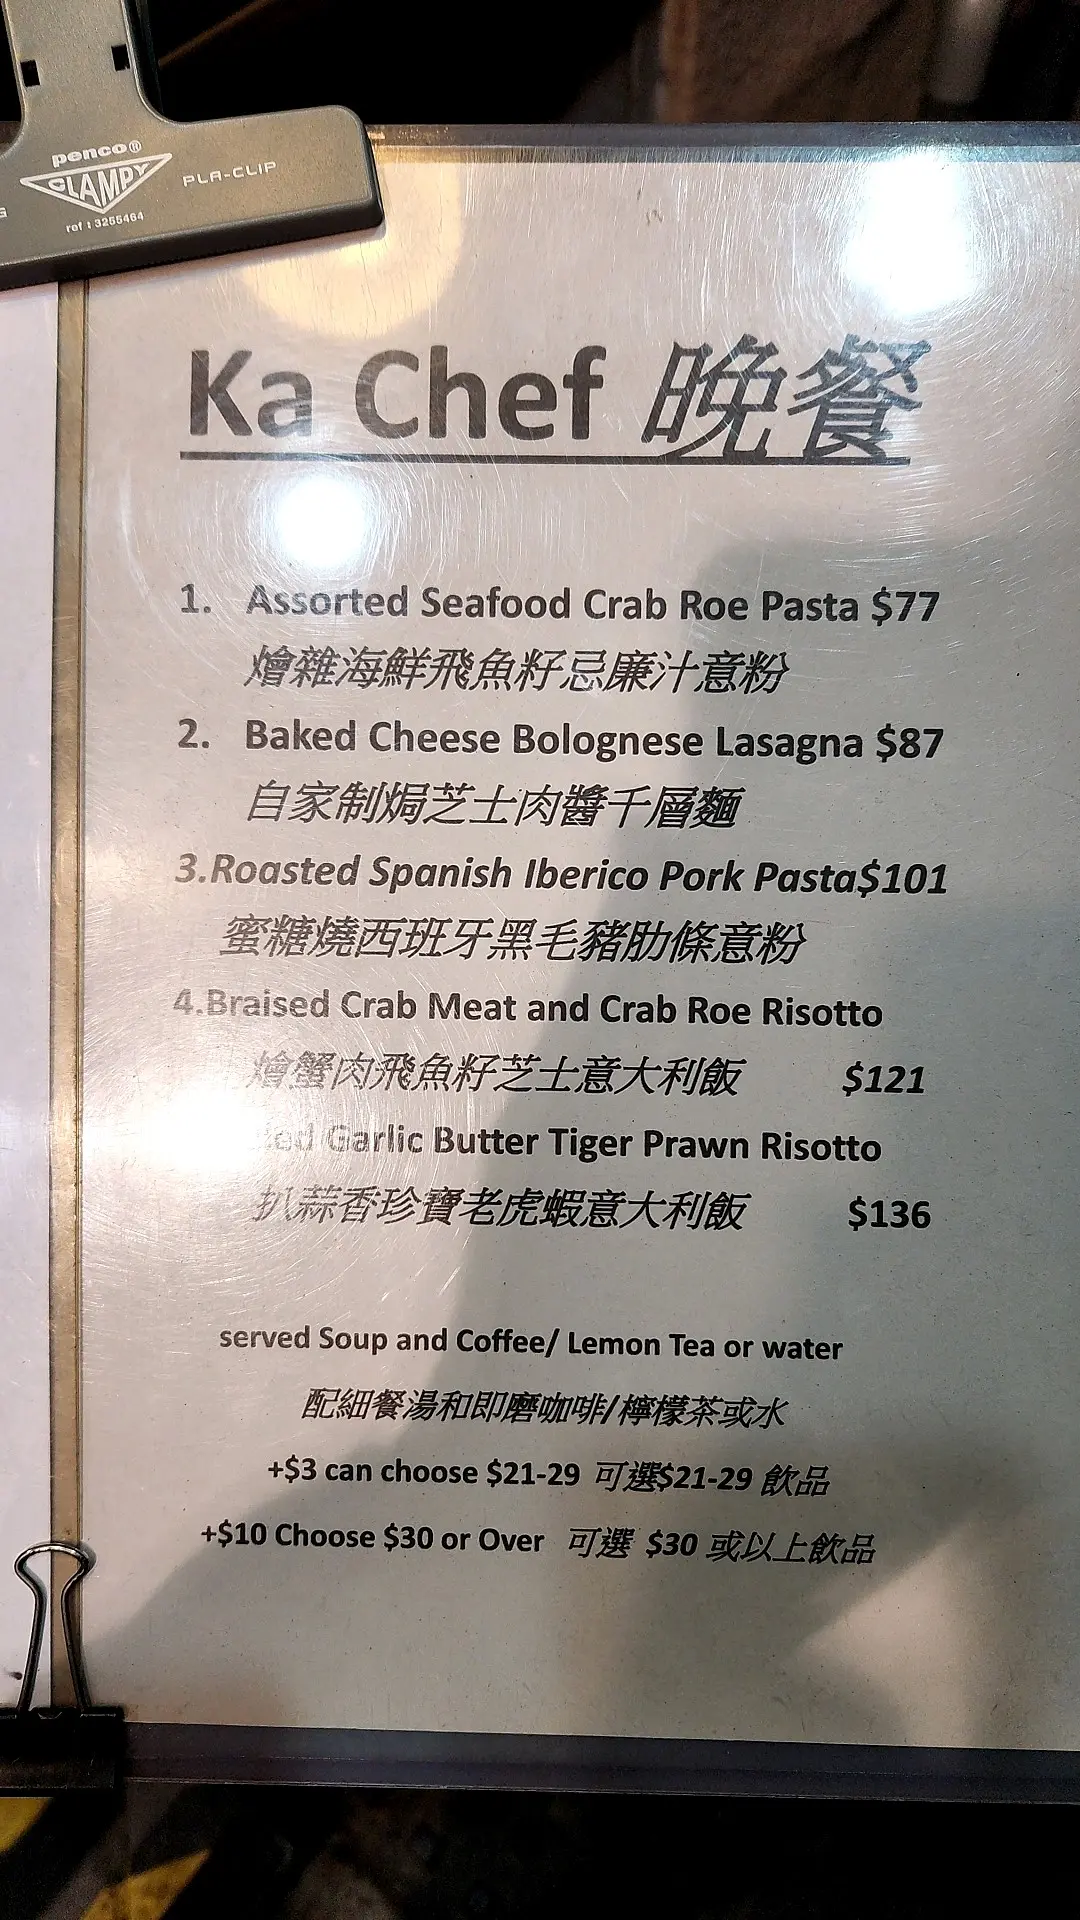 penco®
CLAMPY
PLA-CLIP
ref : 3255464
Ka Chef 晚餐
1. Assorted Seafood Crab Roe Pasta $77
燴雜海鮮飛魚籽忌廉汁意粉
2. Baked Cheese Bolognese Lasagna $87
自家制焗芝士肉醬千層麵
3.Roasted Spanish Iberico Pork Pasta$101
蜜糖燒西班牙黑毛豬肋條意粉
4.Braised Crab Meat and Crab Roe Risotto
燴蟹肉飛魚籽芝士意大利飯 $121
Garlic Butter Tiger Prawn Risotto
扒蒜香珍寶老虎蝦意大利飯 $136
served Soup and Coffee/ Lemon Tea or water
配細餐湯和即磨咖啡/檸檬茶或水
+$3 can choose $21-29 可選$21-29 飲品
+$10 Choose $30 or Over 可選 $30 或以上飲品